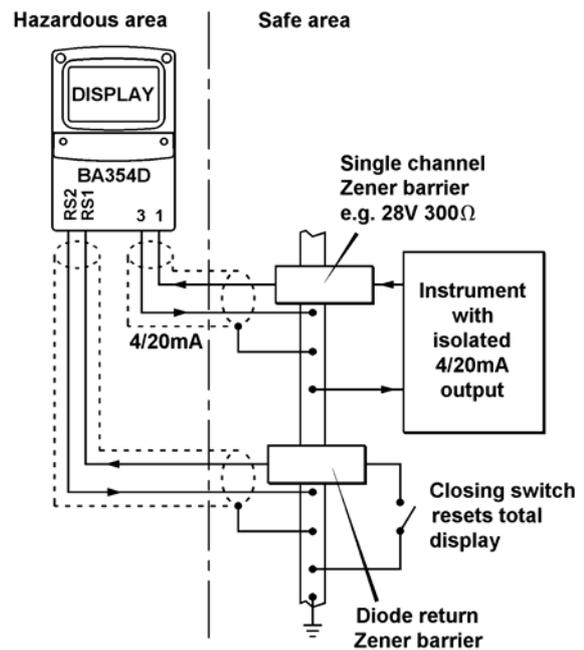 Hazardous area
Safe area
DISPLAY
BA354D
RS2
RS1
3 1
Single channel
Zener barrier
e.g. 28V 300Ω
Instrument
with
isolated
4/20mA
output
4/20mA
Closing switch
resets total
display
Diode return
Zener barrier